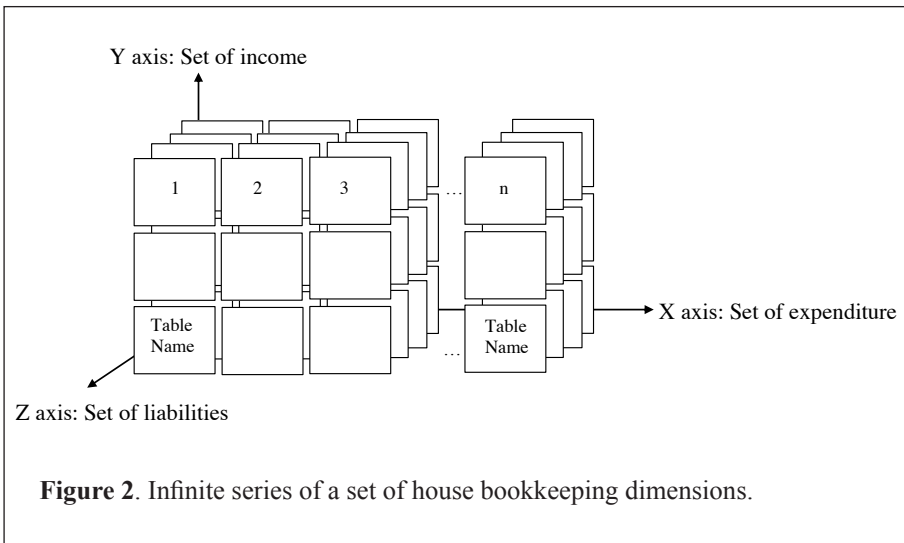 Y axis: Set of income
1 2 3 … n
Table Name … Table Name
X axis: Set of expenditure
Z axis: Set of liabilities
Figure 2. Infinite series of a set of house bookkeeping dimensions.